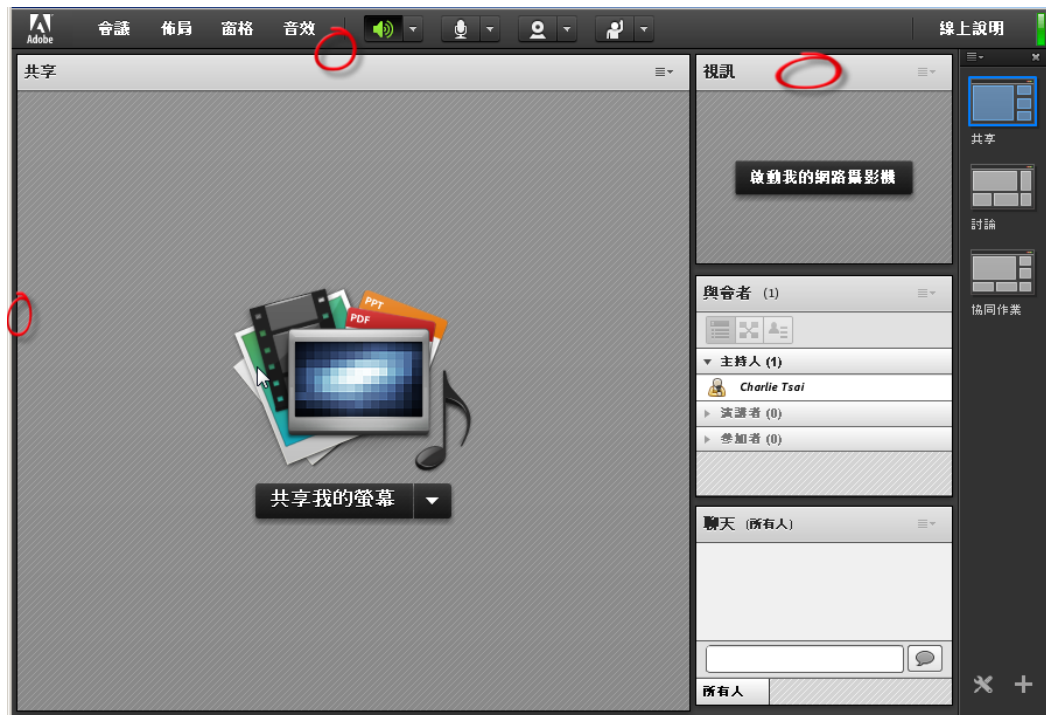 Adobe 會議 佈局 窗格 音效 線上說明
共享
視訊
啟動我的網路攝影機
PPT
PDF
共享我的螢幕
與會者 (1)
主持人 (1)
Charlie Tsai
演講者 (0)
參加者 (0)
聊天 (所有人)
所有人
共享
討論
協同作業